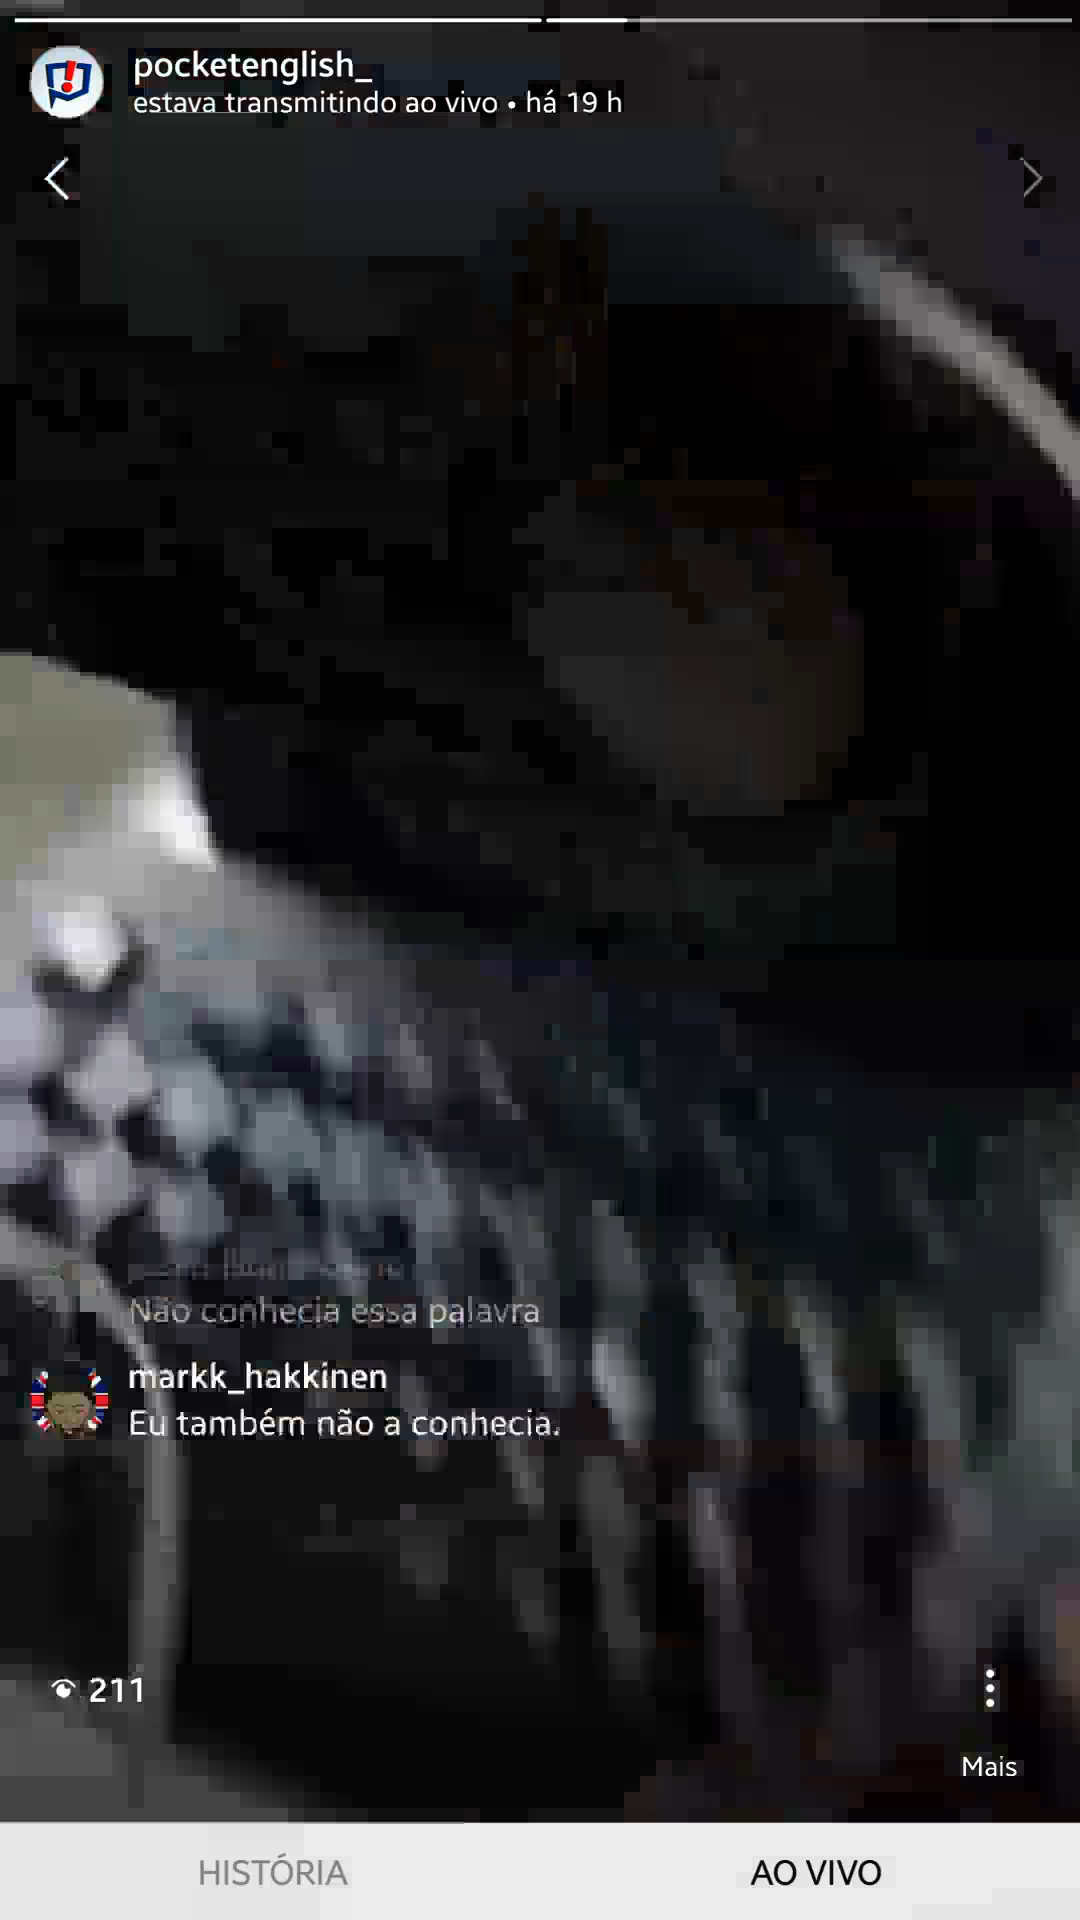 pocketenglish_
estava transmitindo ao vivo • há 19 h
Não conhecia essa palavra
markk_hakkinen
Eu também não a conhecia.
211
Mais
HISTÓRIA
AO VIVO